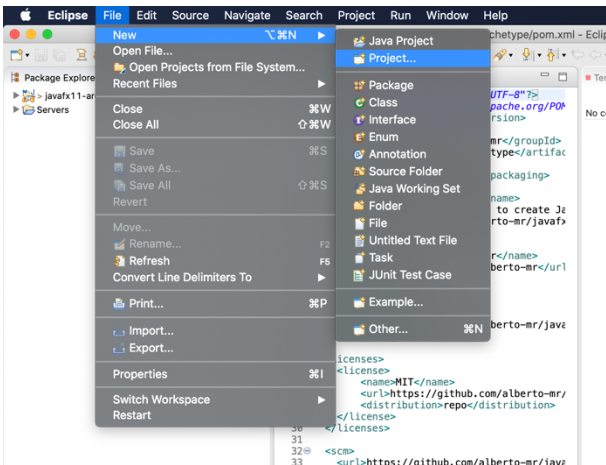 Eclipse File Edit Source Navigate Search Project Run Window Help
chetype/pom.xml - Eclip
Package Explore
> javafx11-ar
Servers
New ⌥⌘N
Open File...
Open Projects from File System...
Recent Files
Close ⌘W
Close All ⇧⌘W
Save ⌘S
Save As...
Save All ⇧⌘S
Revert
Move...
Rename... F2
Refresh F5
Convert Line Delimiters To
Print... ⌘P
Import...
Export...
Properties ⌘I
Switch Workspace
Restart
Java Project
Project...
Package
Class
Interface
Enum
Annotation
Source Folder
Java Working Set
Folder
File
Untitled Text File
Task
JUnit Test Case
Example...
Other... ⌘N
Ter
No co
UTF-8"?>
pache.org/POM
rsion>
mr</groupId>
type</artifac
packaging>
name>
to create Ja
rto-mr/javafx
r</name>
berto-mr</url
berto-mr/java
icenses>
<license>
<name>MIT</name>
<url>https://github.com/alberto-mr/
<distribution>repo</distribution>
</license>
30 </licenses>
31
32 <scm>
33 <url>https://github.com/alberto-mr/java